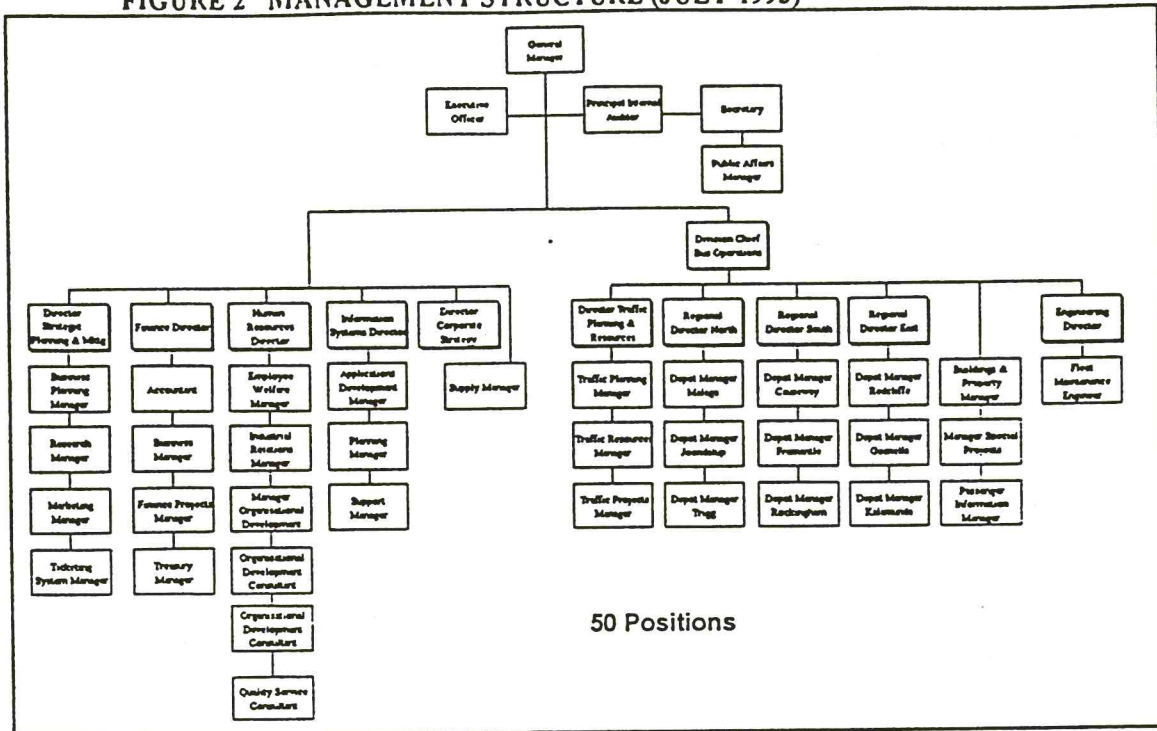 FIGURE 2 MANAGEMENT STRUCTURE (JULY 1993)
General
Manager
Executive
Officer
Principal Internal
Auditor
Secretary
Public Affairs
Manager
Division Chief
Bus Operations
Director
Strategic
Planning & Mktg
Business
Planning
Manager
Research
Manager
Marketing
Manager
Ticketing
System Manager
Finance Director
Accountant
Business
Manager
Finance Projects
Manager
Treasury
Manager
Human
Resources
Director
Employee
Welfare
Manager
Industrial
Relations
Manager
Manager
Organisational
Development
Organisational
Development
Consultant
Organisational
Development
Consultant
Quality Service
Consultant
Information
Systems Director
Applications
Development
Manager
Planning
Manager
Support
Manager
Director
Corporate
Strategy
Supply Manager
Director Traffic
Planning &
Resources
Traffic Planning
Manager
Traffic Resources
Manager
Traffic Projects
Manager
Regional
Director North
Depot Manager
Malaga
Depot Manager
Joondalup
Depot Manager
Trigg
Regional
Director South
Depot Manager
Causeway
Depot Manager
Fremantle
Depot Manager
Rockingham
Regional
Director East
Depot Manager
Redcliffe
Depot Manager
Depot Manager
Kalamunda
Buildings &
Property
Manager
Manager Special
Projects
Passenger
Information
Manager
Engineering
Director
Fleet
Maintenance
Engineer
50 Positions